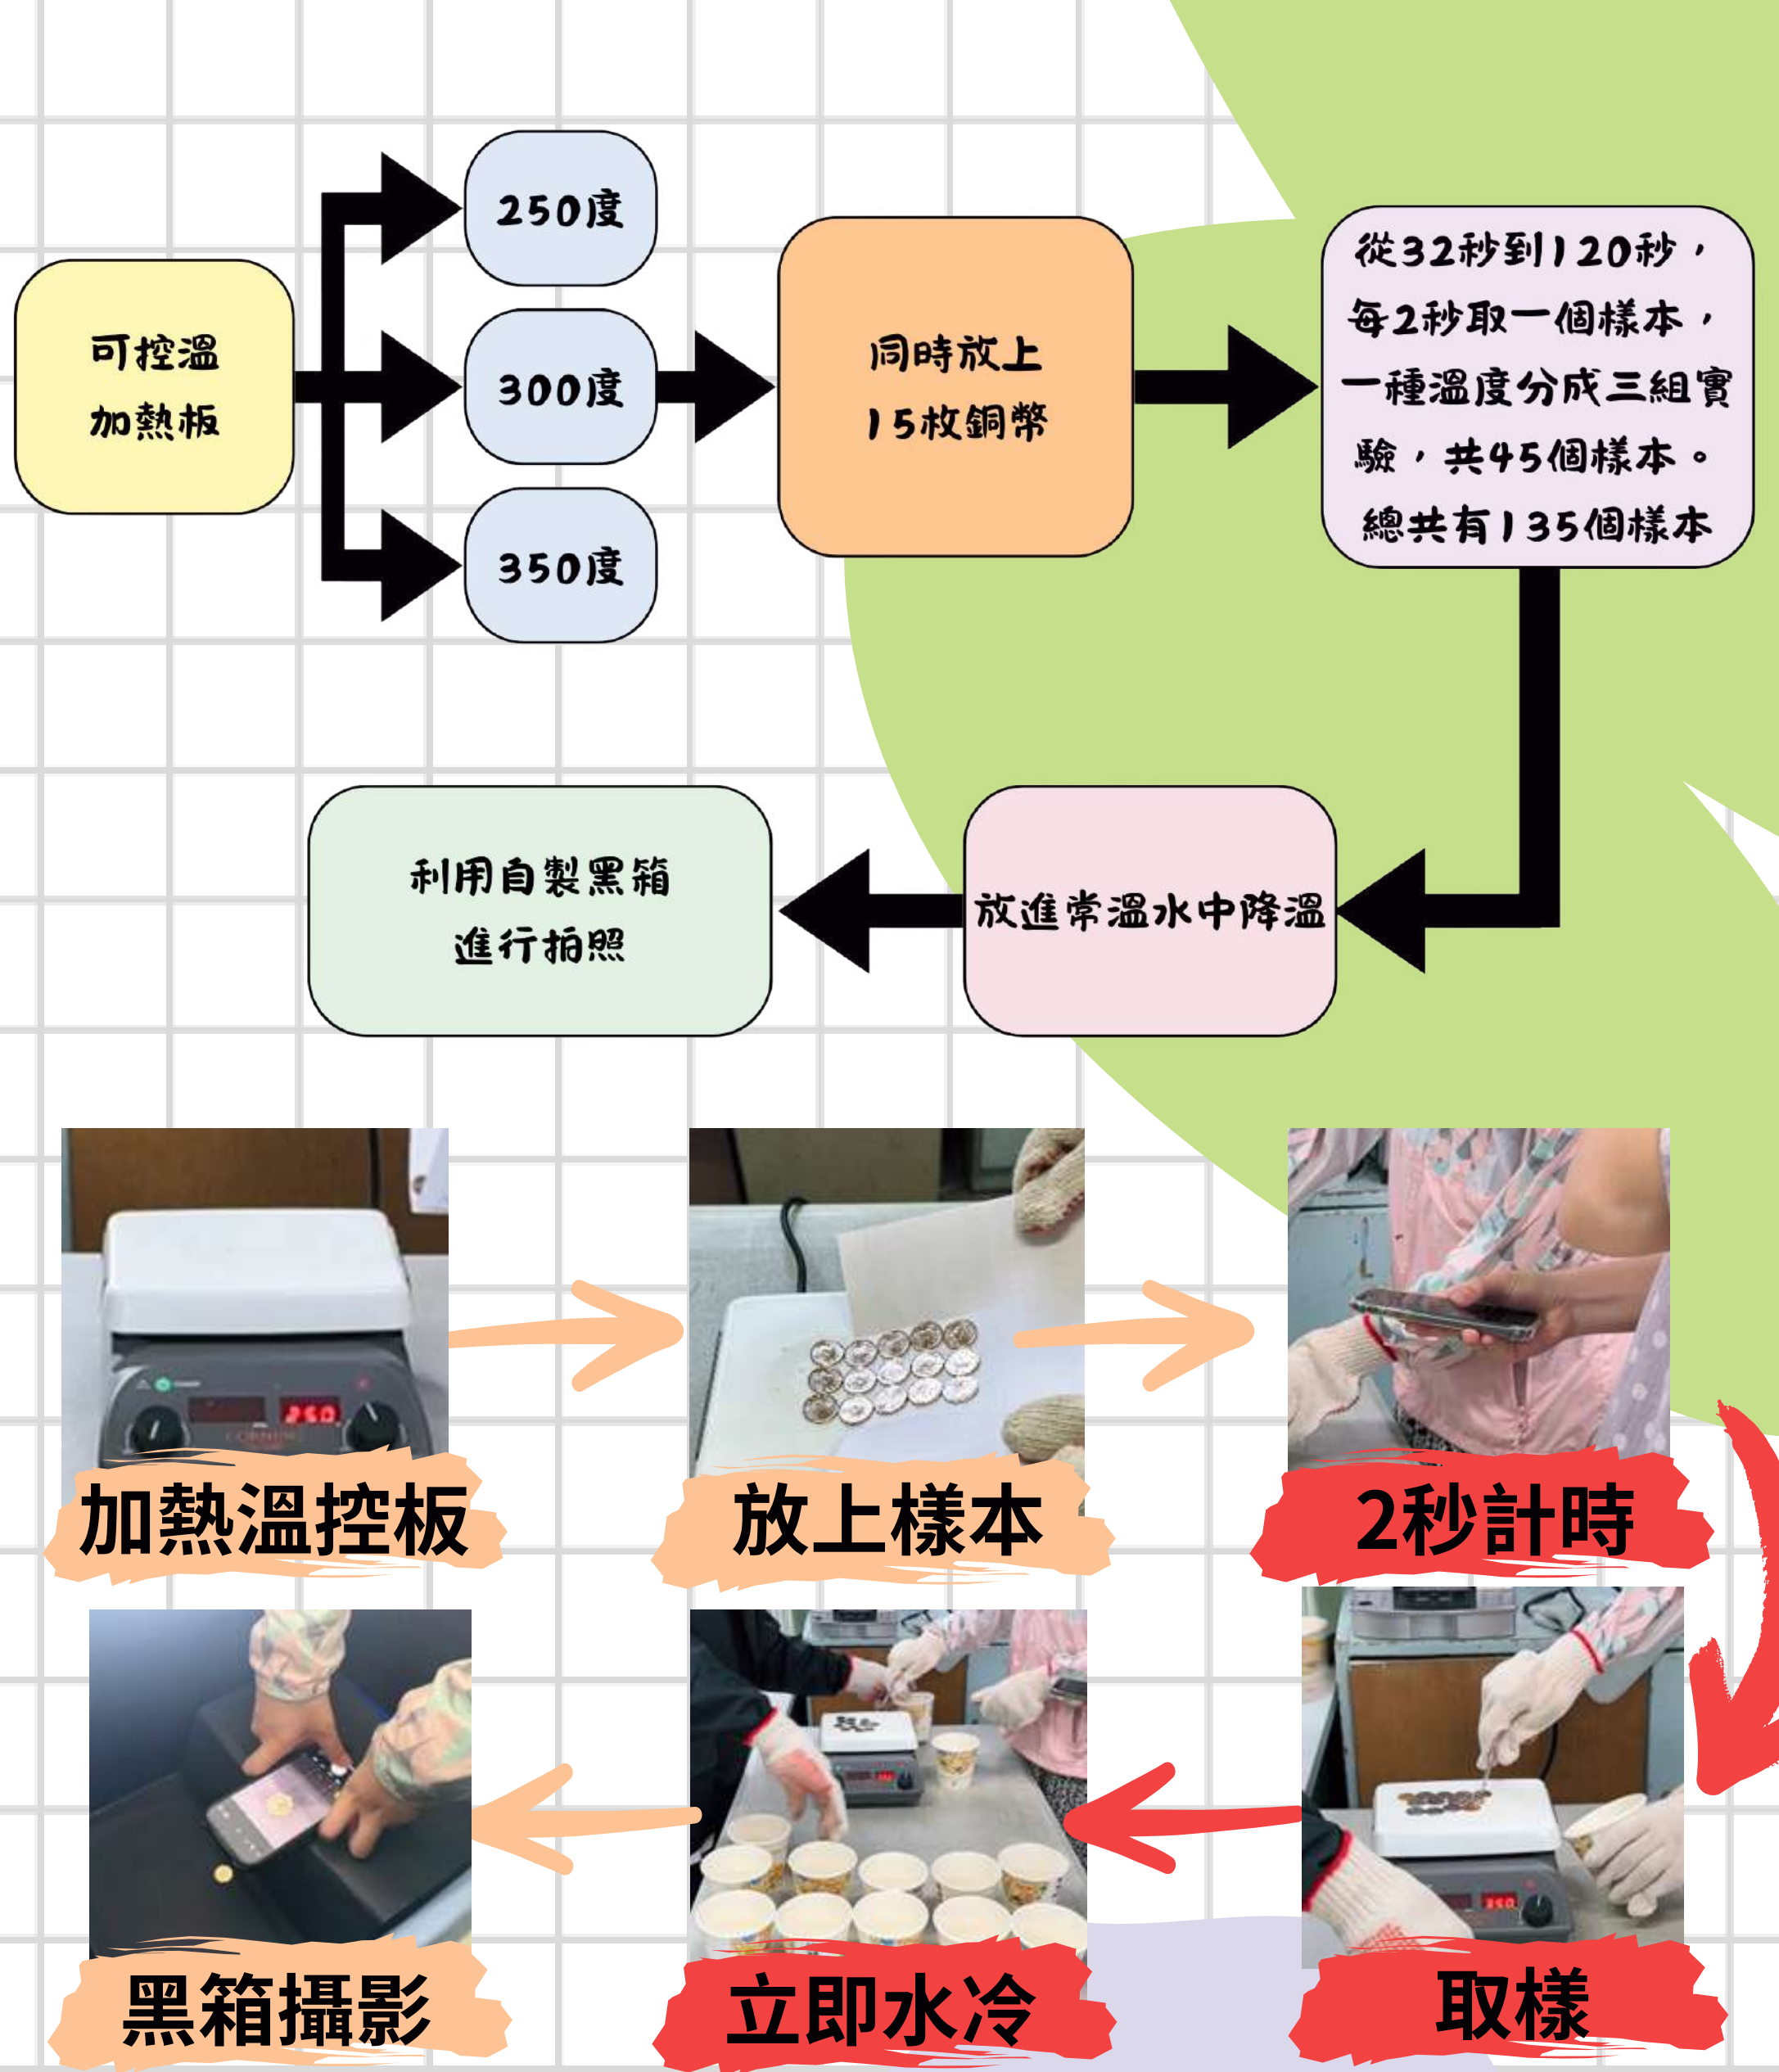 250度
300度
350度
可控溫
加熱板
同時放上
15枚銅幣
從32秒到120秒，
每2秒取一個樣本，
一種溫度分成三組實
驗，共45個樣本。
總共有135個樣本
放進常溫水中降溫
利用自製黑箱
進行拍照
250
加熱溫控板
放上樣本
2秒計時
350
取樣
立即水冷
黑箱攝影